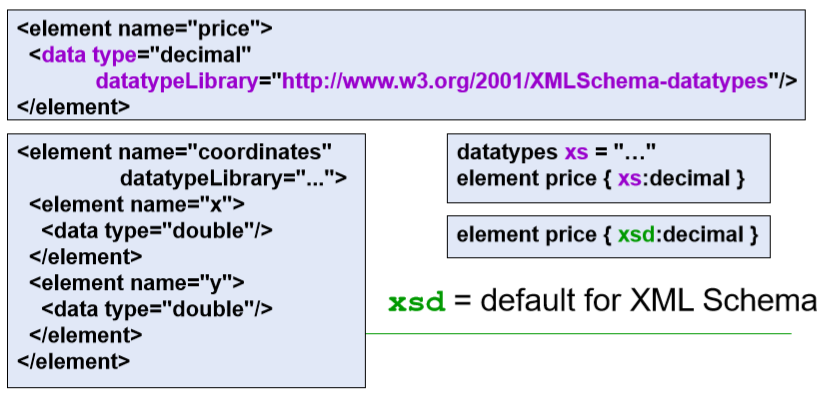 <element name="price">
<data type="decimal"
datatypeLibrary="http://www.w3.org/2001/XMLSchema-datatypes"/>
</element>
<element name="coordinates"
datatypeLibrary="...">
<element name="x">
<data type="double"/>
</element>
<element name="y">
<data type="double"/>
</element>
</element>
datatypes xs = "…"
element price { xs:decimal }
element price { xsd:decimal }
xsd = default for XML Schema